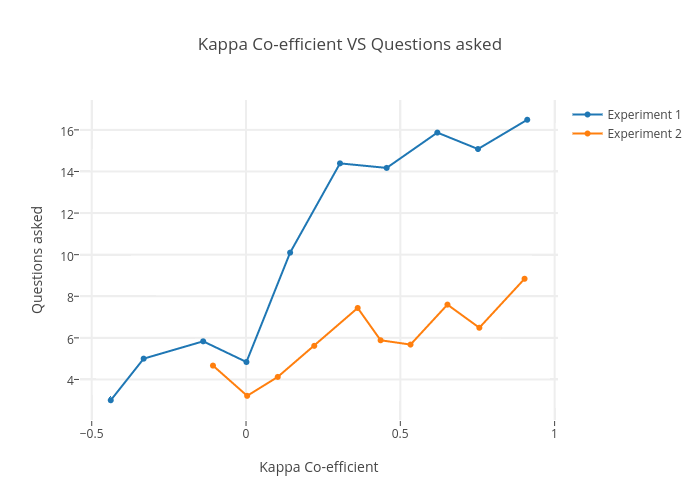 Kappa Co-efficient VS Questions asked
Experiment 1
Experiment 2
16
14
12
10
8
6
4
Questions asked
−0.5
0
0.5
1
Kappa Co-efficient